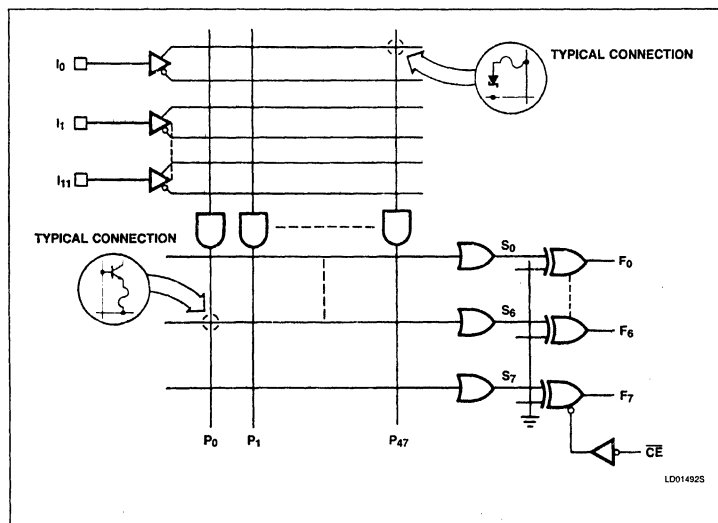 I0
TYPICAL CONNECTION
I1
I11
TYPICAL CONNECTION
S0
F0
S6
F6
S7
F7
P0 P1 P47
CE
LD01492S